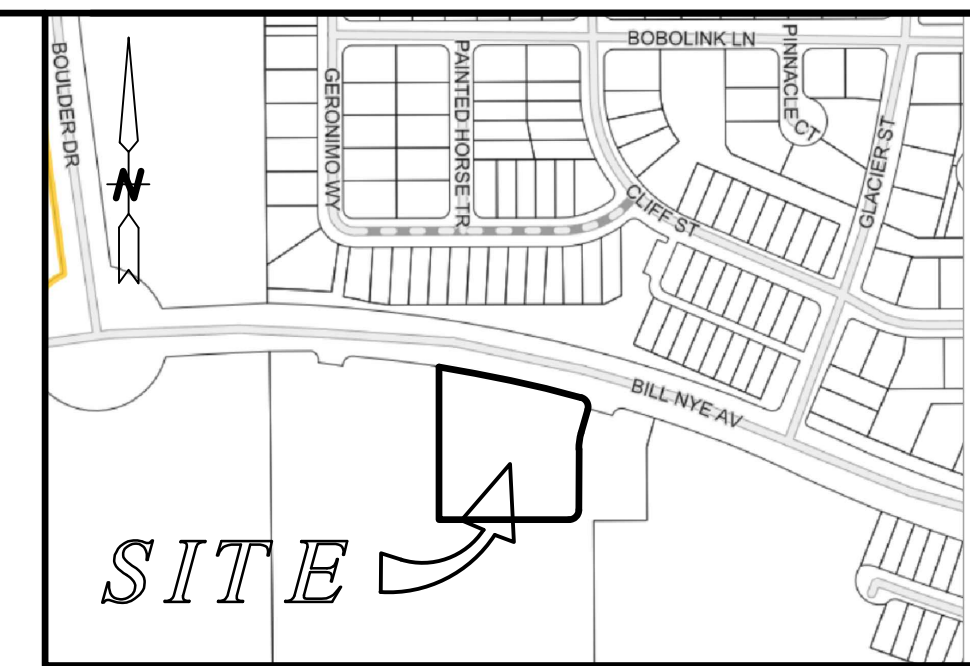 BOULDER DR
N
GERONIMO WY
PAINTED HORSE TR
BOBOLINK LN
PINNACLE CT
GLACIER ST
CLIFF ST
BILL NYE AV
SITE